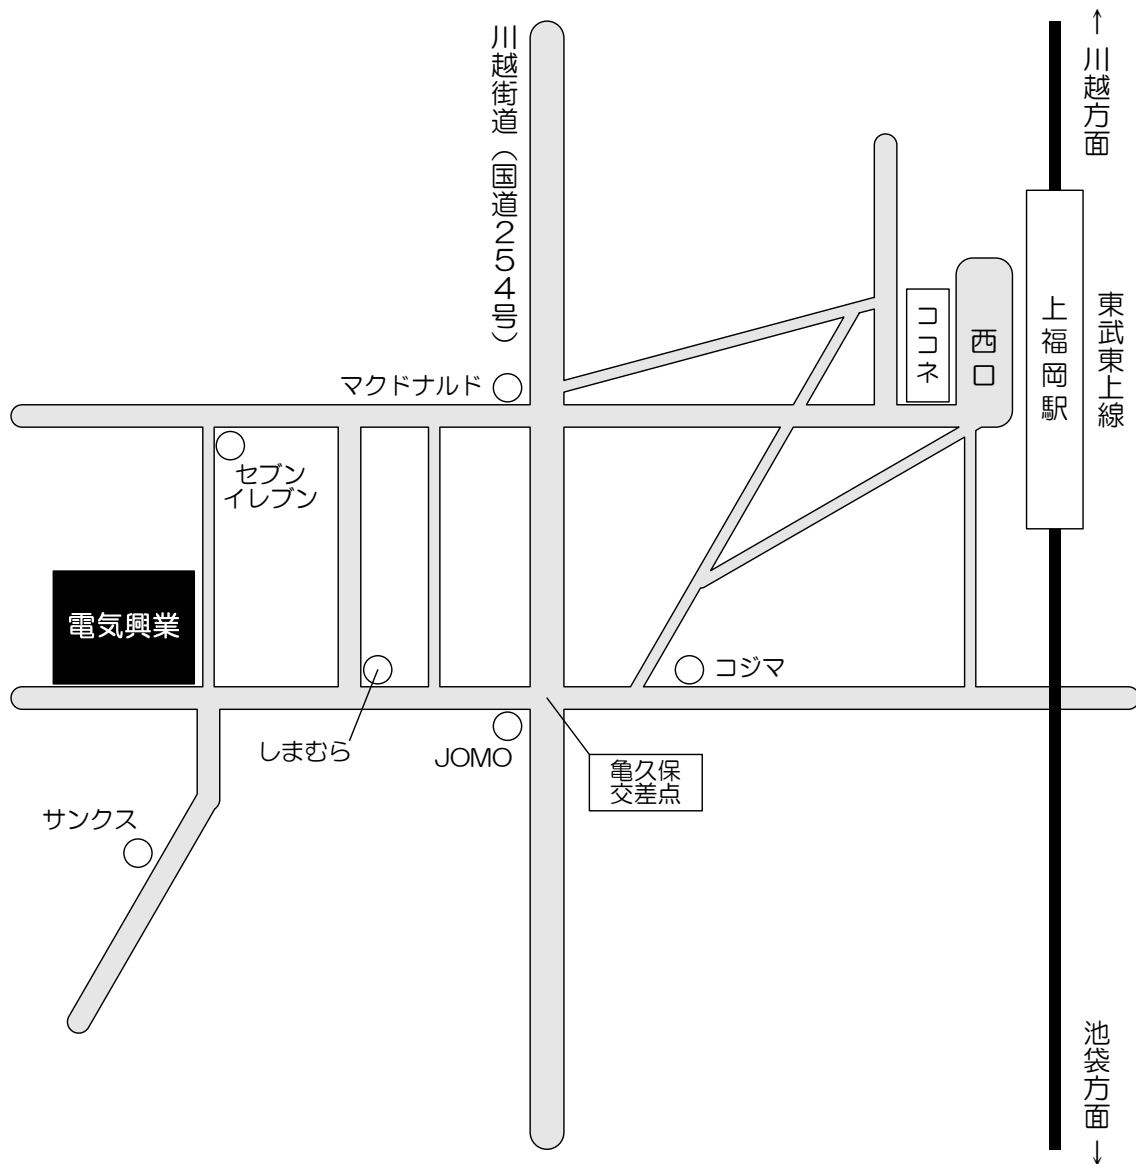 ↑川越方面
川越街道（国道２５４号）
東武東上線
上福岡駅
西口
ココネ
マクドナルド
セブン
イレブン
電気興業
コジマ
しまむら
JOMO
亀久保
交差点
サンクス
池袋方面↓